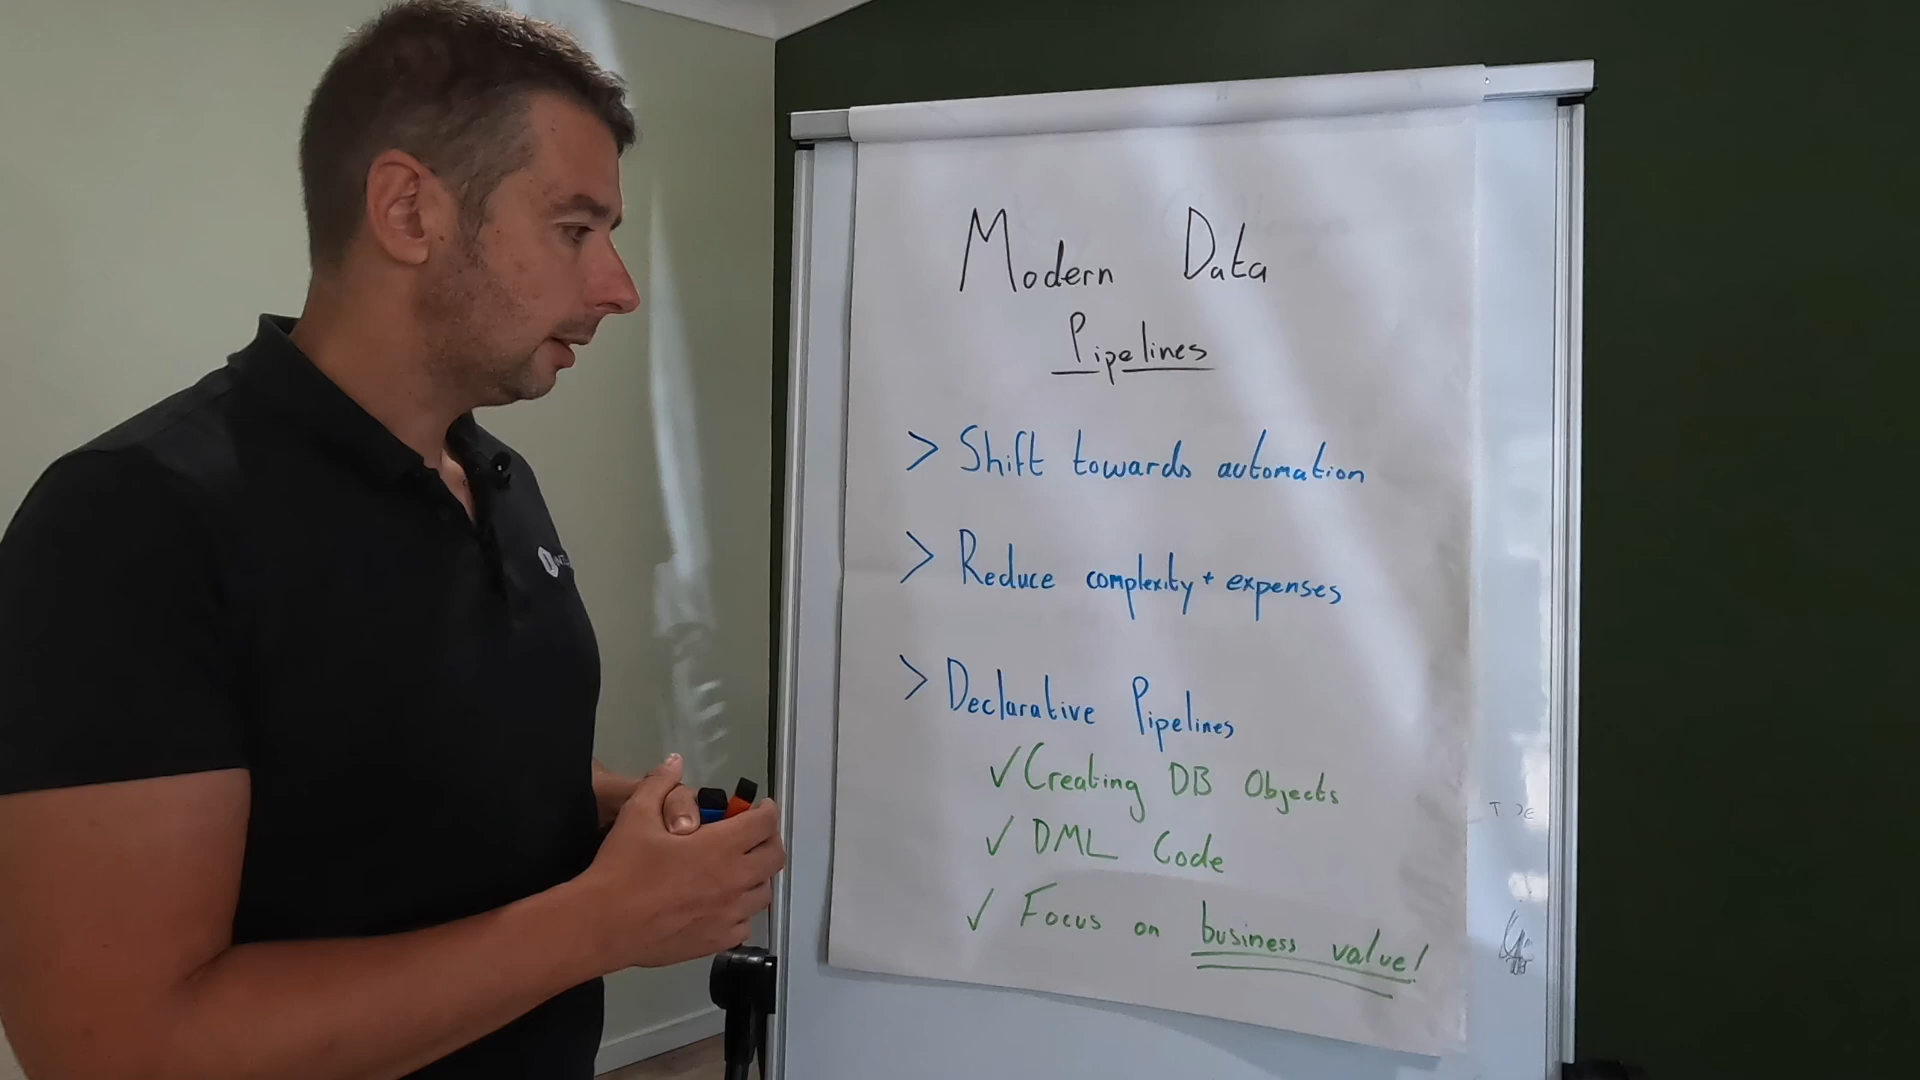 Modern Data
Pipelines
> Shift towards automation
> Reduce complexity + expenses
> Declarative Pipelines
✓ Creating DB Objects
✓ DML Code
✓ Focus on business value!